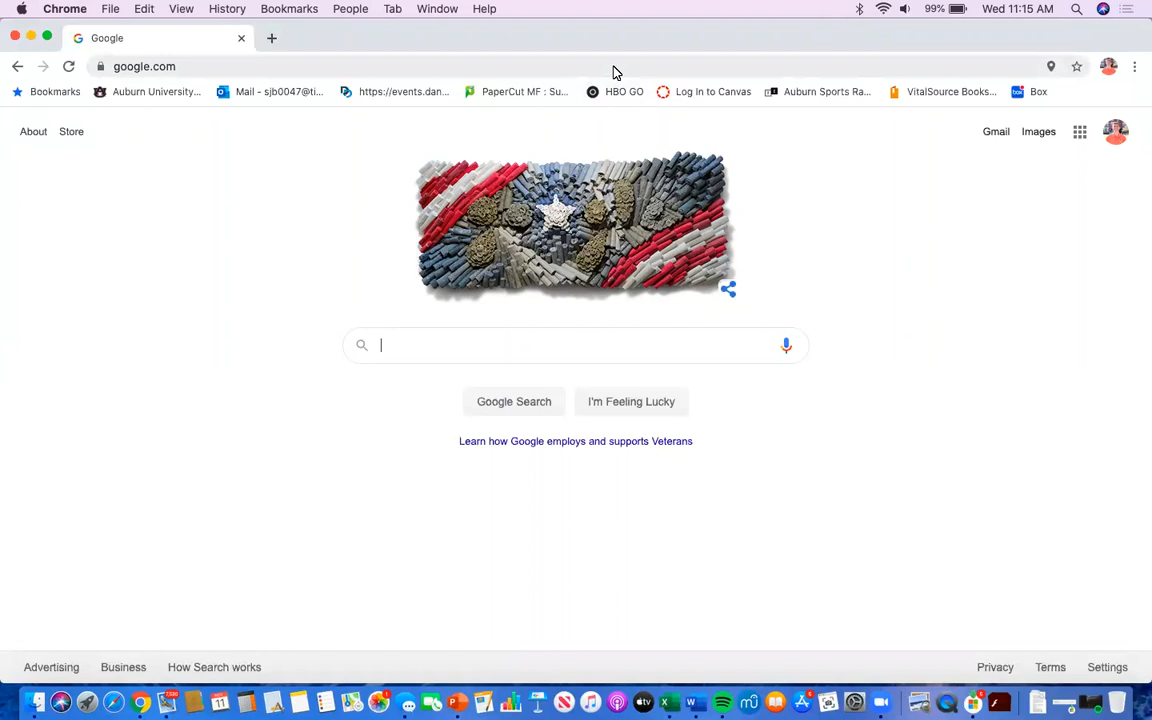 Chrome File Edit View History Bookmarks People Tab Window Help 99% Wed 11:15 AM
Google
google.com
Bookmarks Auburn University... Mail - sjb0047@ti... https://events.dan... PaperCut MF : Su... HBO GO Log In to Canvas Auburn Sports Ra... VitalSource Books... Box
About Store Gmail Images
Google Search I'm Feeling Lucky
Learn how Google employs and supports Veterans
Advertising Business How Search works Privacy Terms Settings